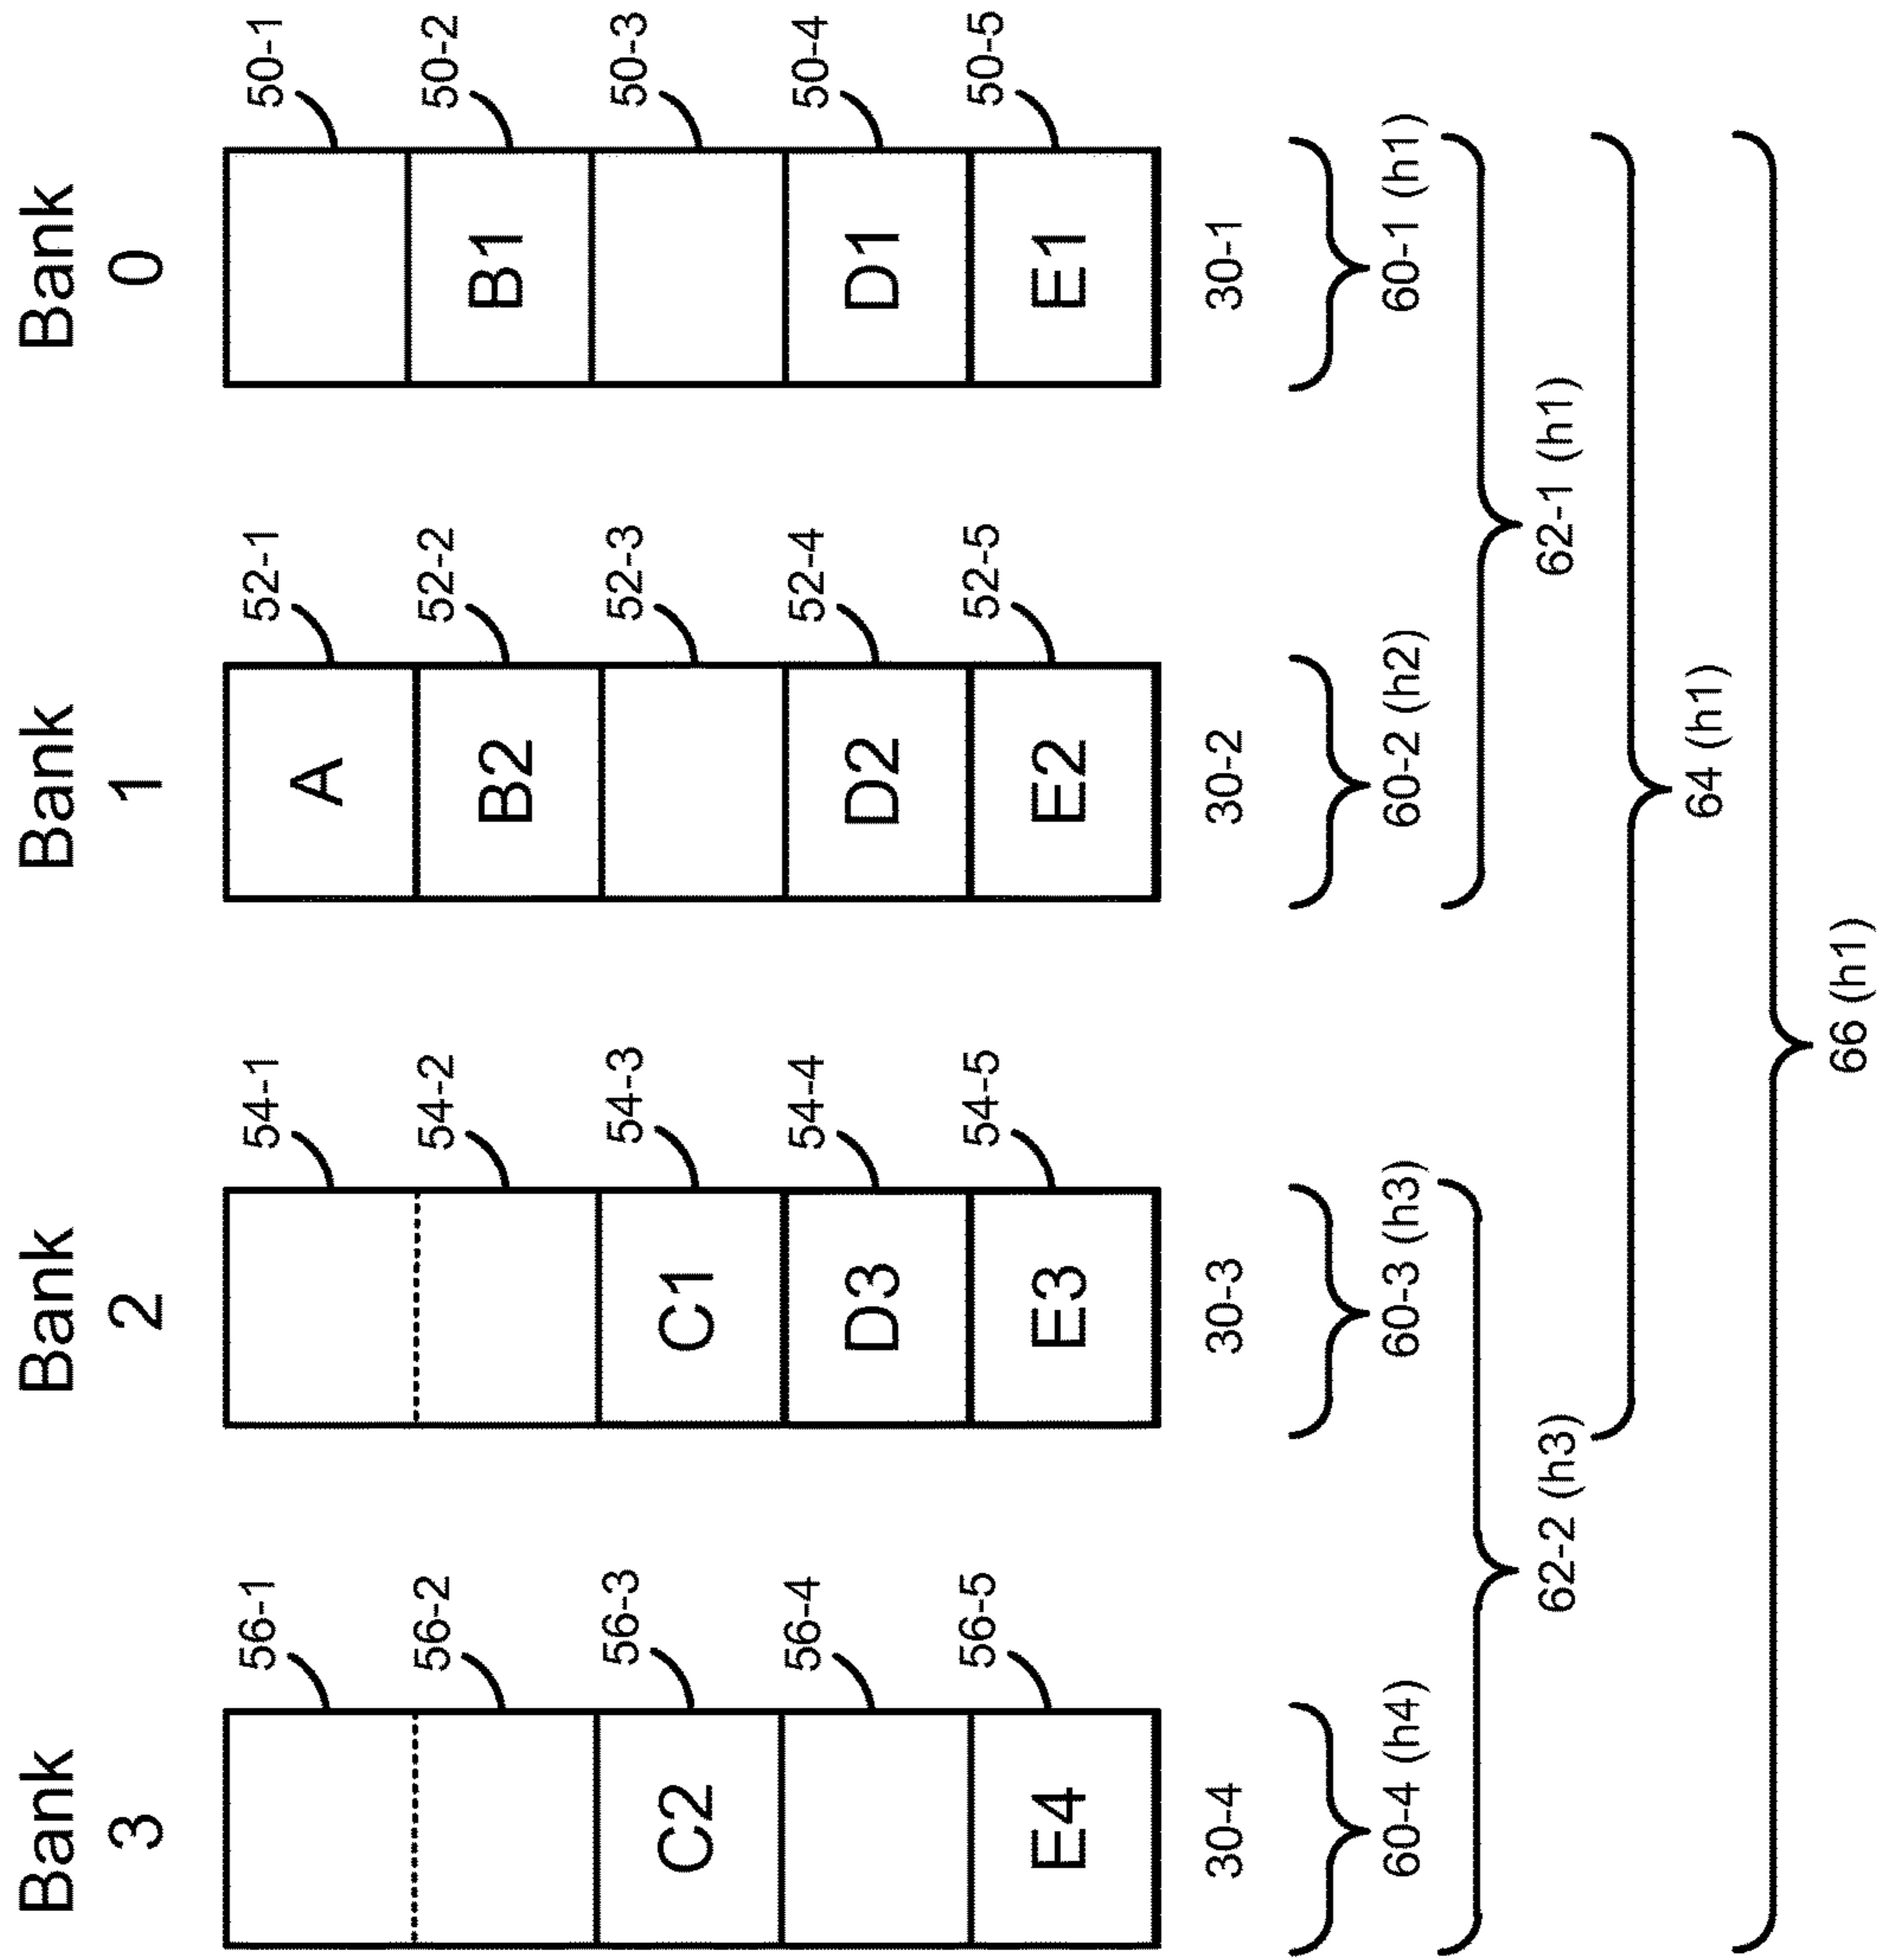 Bank Bank Bank Bank
3 2 1 0
56-1 54-1 52-1 50-1
A
56-2 54-2 52-2 50-2
B2 B1
56-3 54-3 52-3 50-3
C2 C1
56-4 54-4 52-4 50-4
D3 D2 D1
56-5 54-5 52-5 50-5
E4 E3 E2 E1
30-4 30-3 30-2 30-1
60-4 (h4) 60-3 (h3) 60-2 (h2) 60-1 (h1)
62-2 (h3) 62-1 (h1)
64 (h1)
66 (h1)